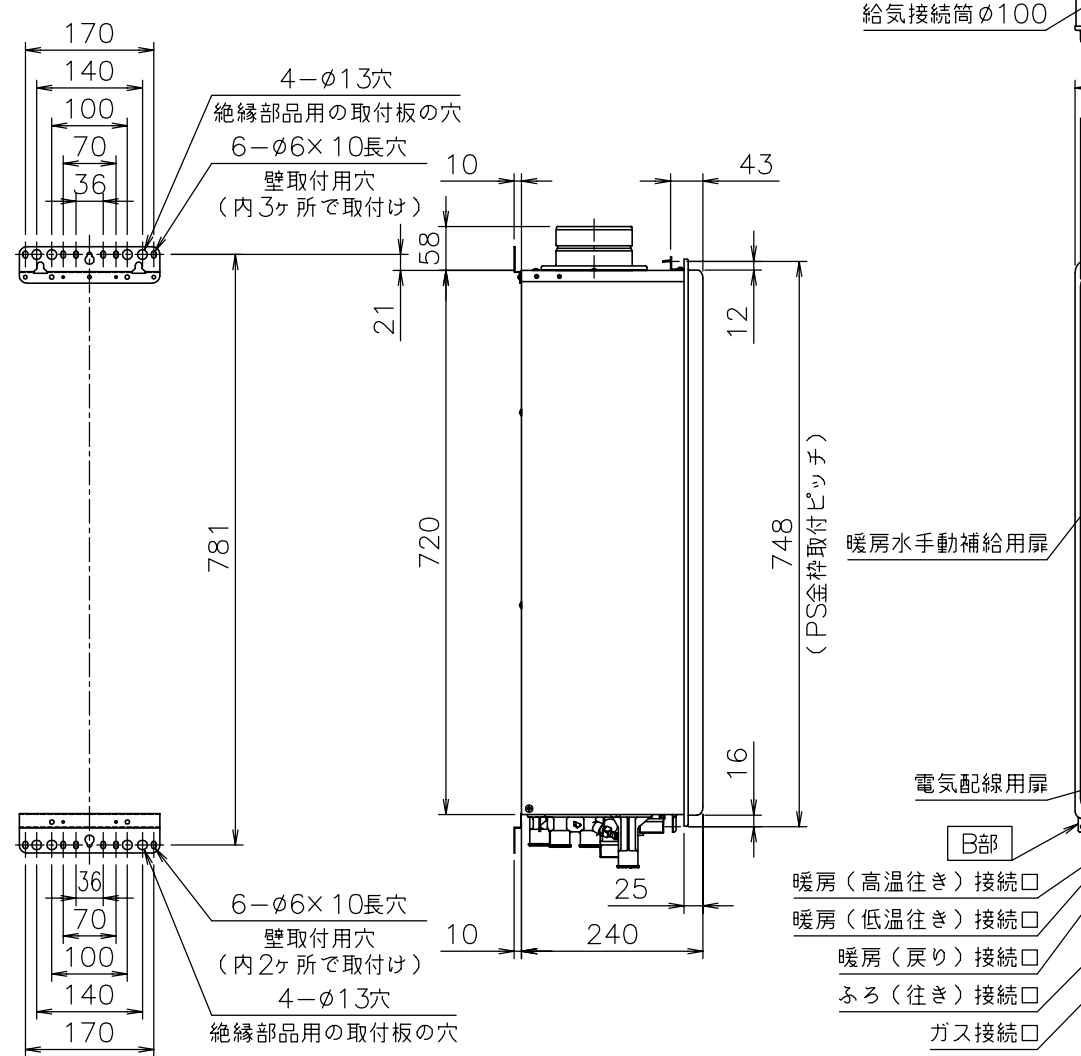 170
140
100
70
36
4-φ13穴
絶縁部品用の取付板の穴
6-φ6×10長穴
壁取付用穴
(内3ヶ所で取付け)
21
781
36
70
100
140
170
6-φ6×10長穴
壁取付用穴
(内2ヶ所で取付け)
4-φ13穴
絶縁部品用の取付板の穴
10
43
58
12
720
748
(PS金枠取付ピッチ)
16
25
10
240
給気接続筒φ100
暖房水手動補給用扉
電気配線用扉
B部
暖房(高温往き)接続口
暖房(低温往き)接続口
暖房(戻り)接続口
ふろ(往き)接続口
ガス接続口